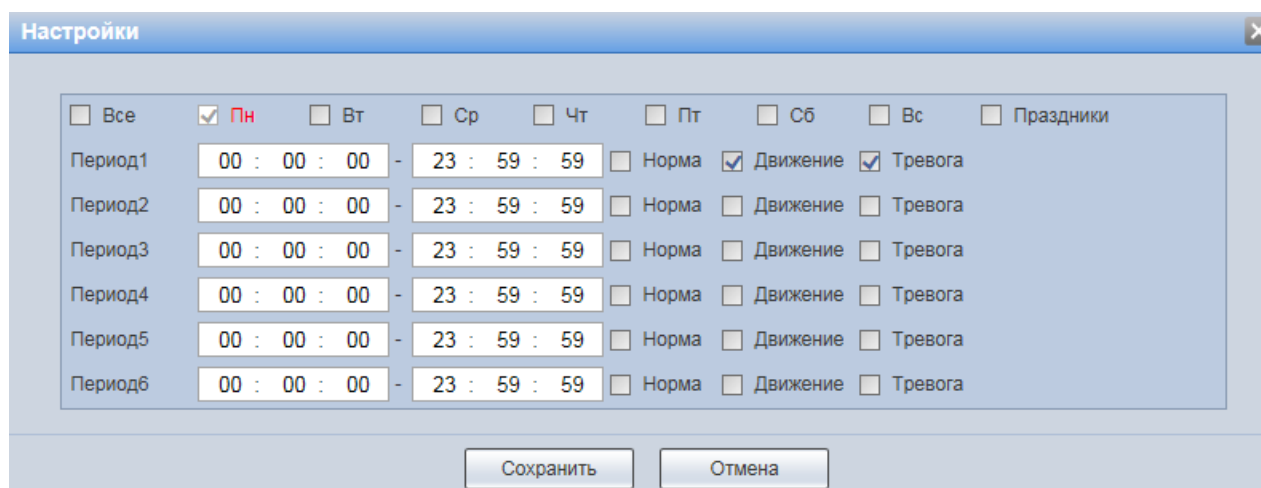 Настройки
Все Пн Вт Ср Чт Пт Сб Вс Праздники
Период1 00 : 00 : 00 - 23 : 59 : 59 Норма Движение Тревога
Период2 00 : 00 : 00 - 23 : 59 : 59 Норма Движение Тревога
Период3 00 : 00 : 00 - 23 : 59 : 59 Норма Движение Тревога
Период4 00 : 00 : 00 - 23 : 59 : 59 Норма Движение Тревога
Период5 00 : 00 : 00 - 23 : 59 : 59 Норма Движение Тревога
Период6 00 : 00 : 00 - 23 : 59 : 59 Норма Движение Тревога
Сохранить Отмена